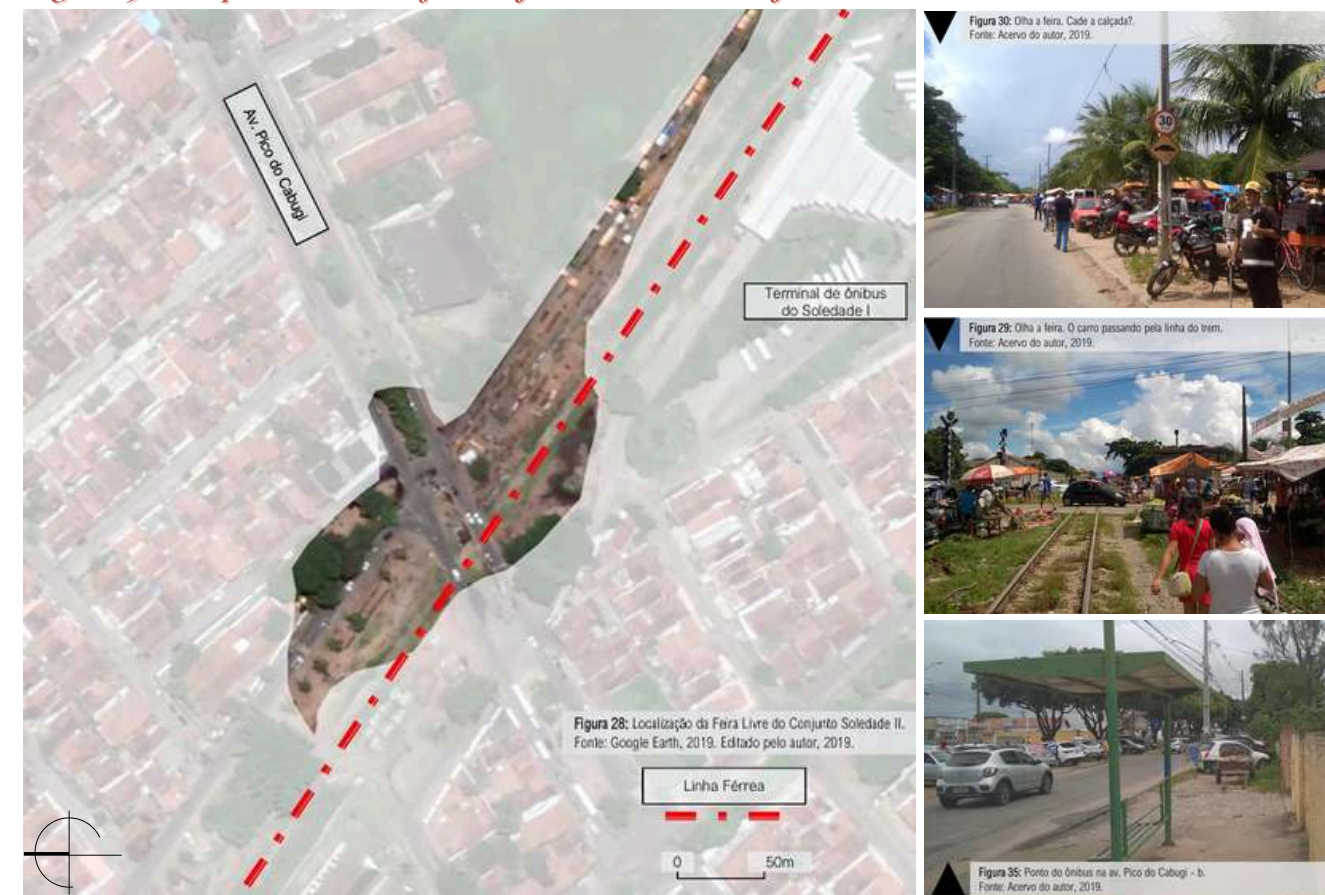 Av. Pico do Cabugi
Terminal de ônibus
do Soledade I
Figura 28: Localização da Feira Livre do Conjunto Soledade II.
Fonte: Google Earth, 2019. Editado pelo autor, 2019.
Linha Férrea
0 50m
Figura 30: Olha a feira. Cade a calçada?.
Fonte: Acervo do autor, 2019.
30
Figura 29: Olha a feira. O carro passando pela linha do trem.
Fonte: Acervo do autor, 2019.
Figura 35: Ponto do ônibus na av. Pico do Cabugi - b.
Fonte: Acervo do autor, 2019.